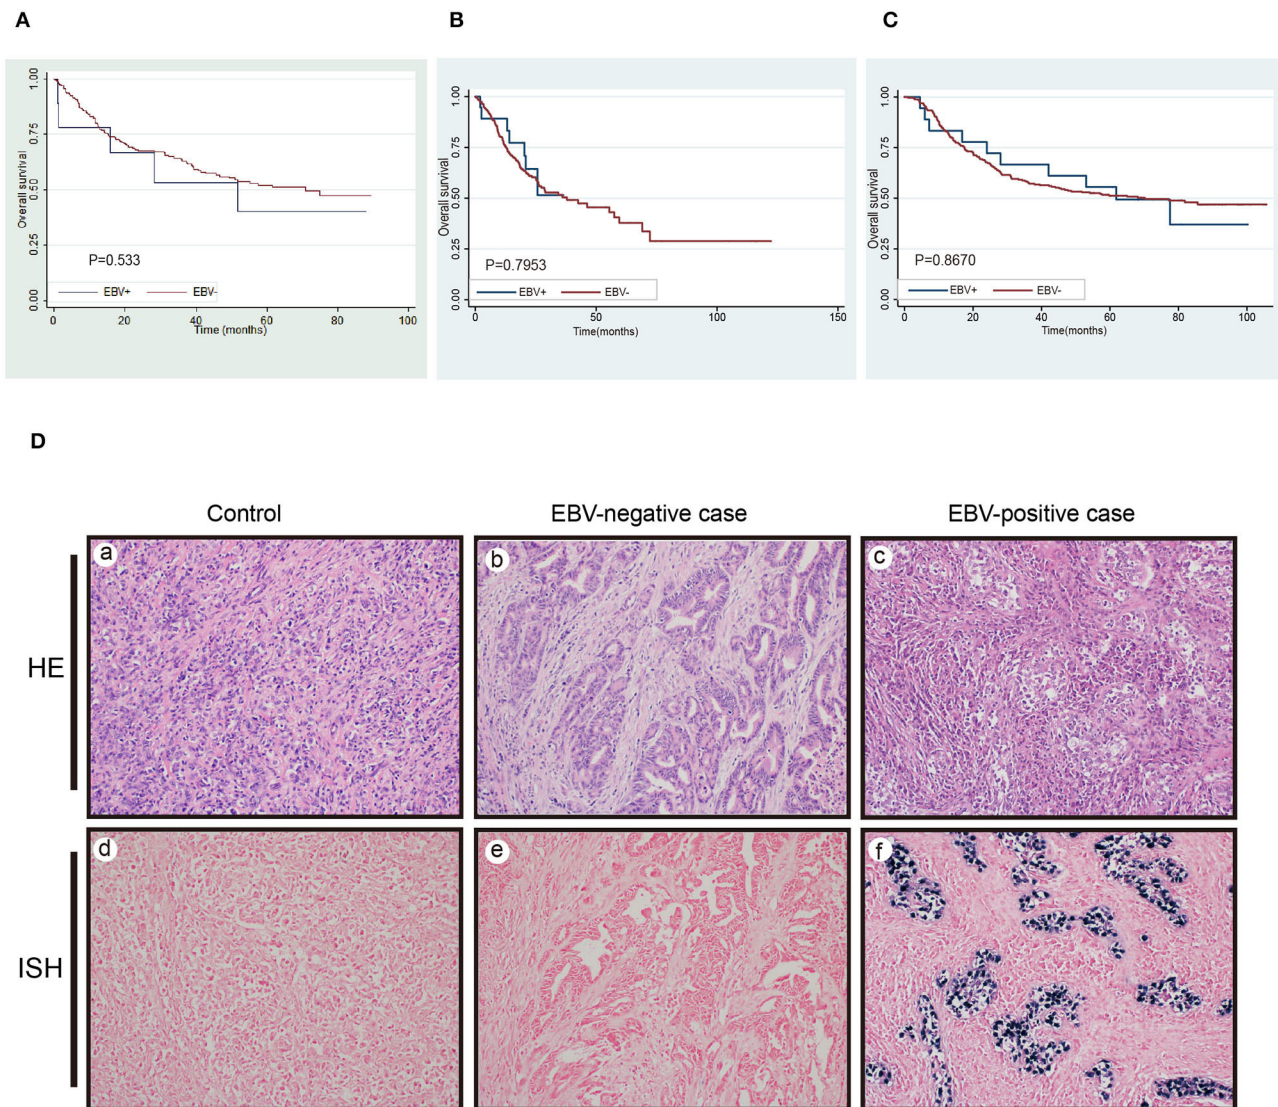 A
B
C
Overall survival
1.00
0.75
0.50
0.25
0.00
P=0.533
EBV+
EBV-
0
20
40
60
80
100
Time (months)
Overall survival
1.00
0.75
0.50
0.25
0.00
P=0.7953
EBV+
EBV-
0
50
100
150
Time(months)
Overall survival
1.00
0.75
0.50
0.25
0.00
P=0.8670
EBV+
EBV-
0
20
40
60
80
100
Time(months)
D
Control
EBV-negative case
EBV-positive case
HE
a
b
c
ISH
d
e
f